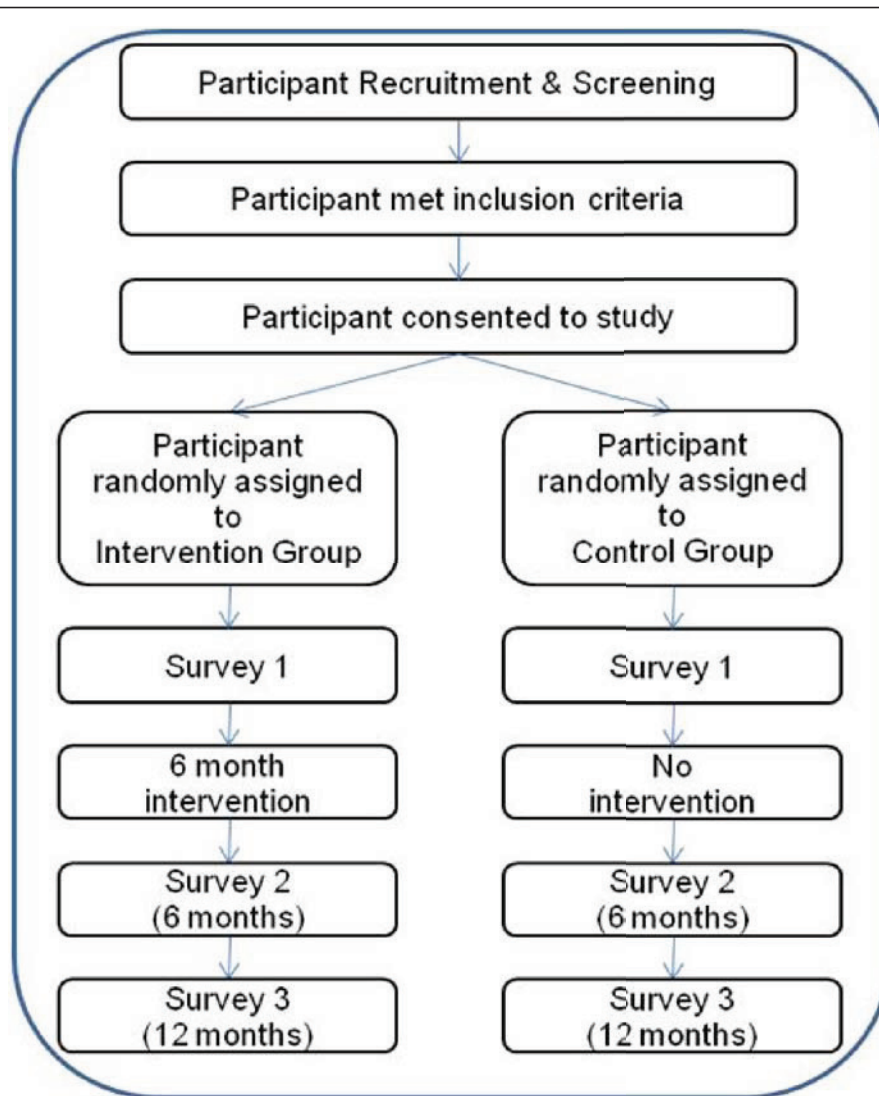 Participant Recruitment & Screening
Participant met inclusion criteria
Participant consented to study
Participant
randomly assigned
to
Intervention Group
Participant
randomly assigned
to
Control Group
Survey 1
Survey 1
6 month
intervention
No
intervention
Survey 2
(6 months)
Survey 2
(6 months)
Survey 3
(12 months)
Survey 3
(12 months)